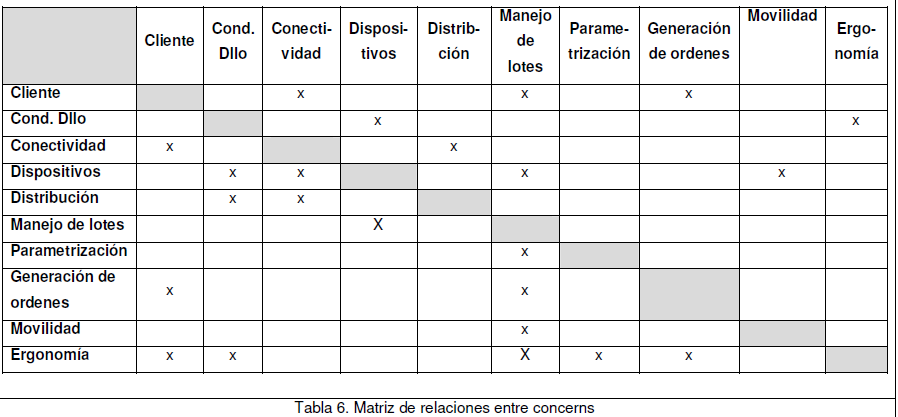 Cliente Cond. Dllo Conecti-vidad Disposi-tivos Distrib-ción Manejo de lotes Parame-trización Generación de ordenes Movilidad Ergo-nomía
Cliente x x x
Cond. Dllo x x
Conectividad x x
Dispositivos x x x x
Distribución x x
Manejo de lotes X
Parametrización x
Generación de ordenes x x
Movilidad x
Ergonomía x x X x x
Tabla 6. Matriz de relaciones entre concerns